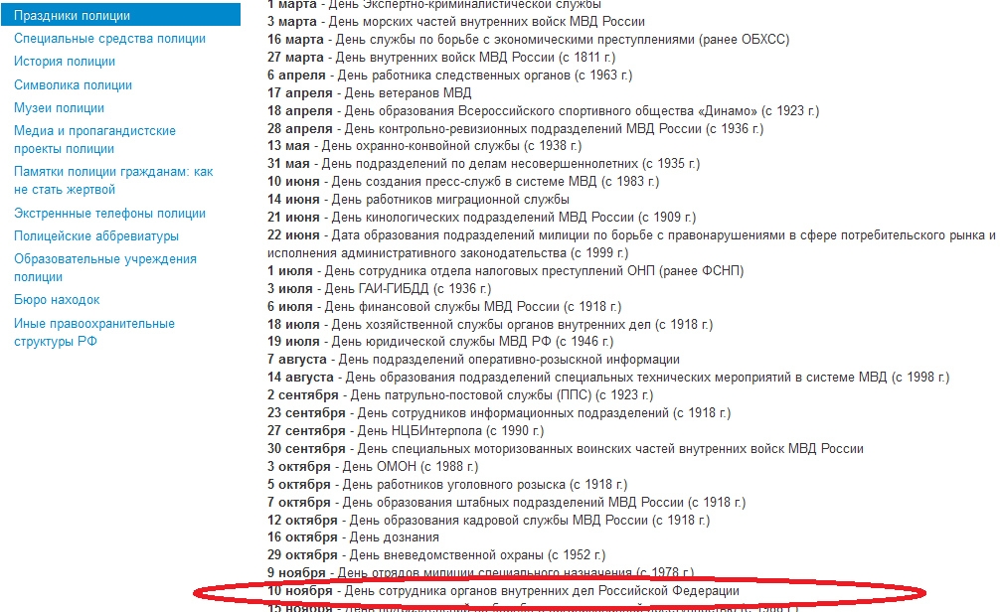 Праздники полиции
Специальные средства полиции
История полиции
Символика полиции
Музеи полиции
Медиа и пропагандистские
проекты полиции
Памятки полиции гражданам: как
не стать жертвой
Экстреннные телефоны полиции
Полицейские аббревиатуры
Образовательные учреждения
полиции
Бюро находок
Иные правоохранительные
структуры РФ
1 марта - День Экспертно-криминалистической службы
3 марта - День морских частей внутренних войск МВД России
16 марта - День службы по борьбе с экономическими преступлениями (ранее ОБХСС)
27 марта - День внутренних войск МВД России (с 1811 г.)
6 апреля - День работника следственных органов (с 1963 г.)
17 апреля - День ветеранов МВД
18 апреля - День образования Всероссийского спортивного общества «Динамо» (с 1923 г.)
28 апреля - День контрольно-ревизионных подразделений МВД России (с 1936 г.)
13 мая - День охранно-конвойной службы (с 1938 г.)
31 мая - День подразделений по делам несовершеннолетних (с 1935 г.)
10 июня - День создания пресс-служб в системе МВД (с 1983 г.)
14 июня - День работников миграционной службы
21 июня - День кинологических подразделений МВД России (с 1909 г.)
22 июня - Дата образования подразделений милиции по борьбе с правонарушениями в сфере потребительского рынка и
исполнения административного законодательства (с 1999 г.)
1 июля - День сотрудника отдела налоговых преступлений ОНП (ранее ФСНП)
3 июля - День ГАИ-ГИБДД (с 1936 г.)
6 июля - День финансовой службы МВД России (с 1918 г.)
18 июля - День хозяйственной службы органов внутренних дел (с 1918 г.)
19 июля - День юридической службы МВД РФ (с 1946 г.)
7 августа - День подразделений оперативно-розыскной информации
14 августа - День образования подразделений специальных технических мероприятий в системе МВД (с 1998 г.)
2 сентября - День патрульно-постовой службы (ППС) (с 1923 г.)
23 сентября - День сотрудников информационных подразделений (с 1918 г.)
27 сентября - День НЦБИнтерпола (с 1990 г.)
30 сентября - День специальных моторизованных воинских частей внутренних войск МВД России
3 октября - День ОМОН (с 1988 г.)
5 октября - День работников уголовного розыска (с 1918 г.)
7 октября - День образования штабных подразделений МВД России (с 1918 г.)
12 октября - День образования кадровой службы МВД России (с 1918 г.)
16 октября - День дознания
29 октября - День вневедомственной охраны (с 1952 г.)
9 ноября - День отрядов милиции специального назначения (с 1978 г.)
10 ноября - День сотрудника органов внутренних дел Российской Федерации
15 ноября - День